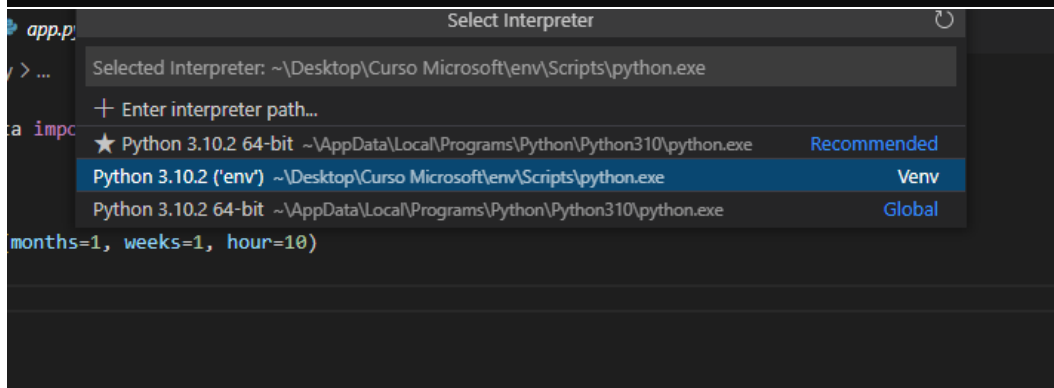 Select Interpreter
app.py
Selected Interpreter: ~\Desktop\Curso Microsoft\env\Scripts\python.exe
> ...
+ Enter interpreter path...
impo
★ Python 3.10.2 64-bit ~\AppData\Local\Programs\Python\Python310\python.exe Recommended
Python 3.10.2 ('env') ~\Desktop\Curso Microsoft\env\Scripts\python.exe Venv
Python 3.10.2 64-bit ~\AppData\Local\Programs\Python\Python310\python.exe Global
(months=1, weeks=1, hour=10)